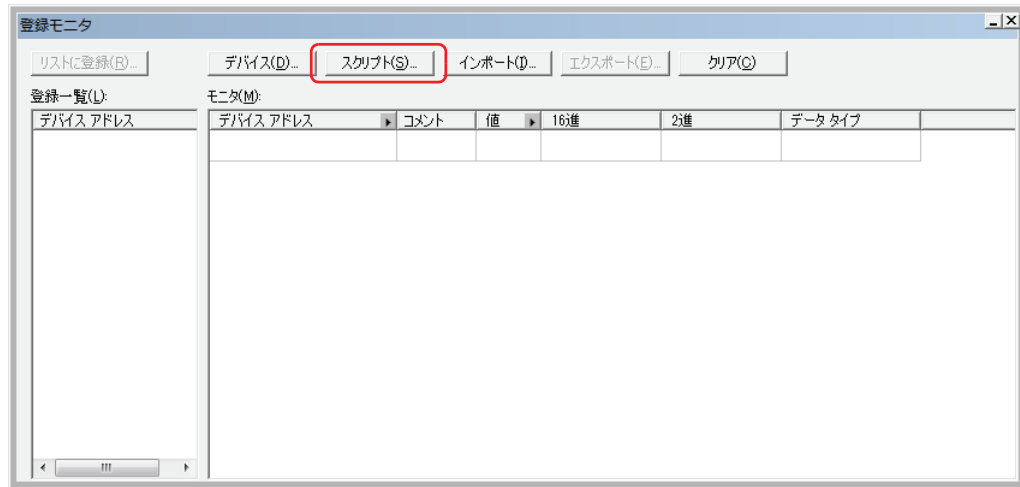 登録モニタ
リストに登録(R)... デバイス(D)... スクリプト(S)... インポート(I)... エクスポート(E)... クリア(C)
登録一覧(L): モニタ(M):
デバイス アドレス デバイス アドレス コメント 値 16進 2進 データ タイプ